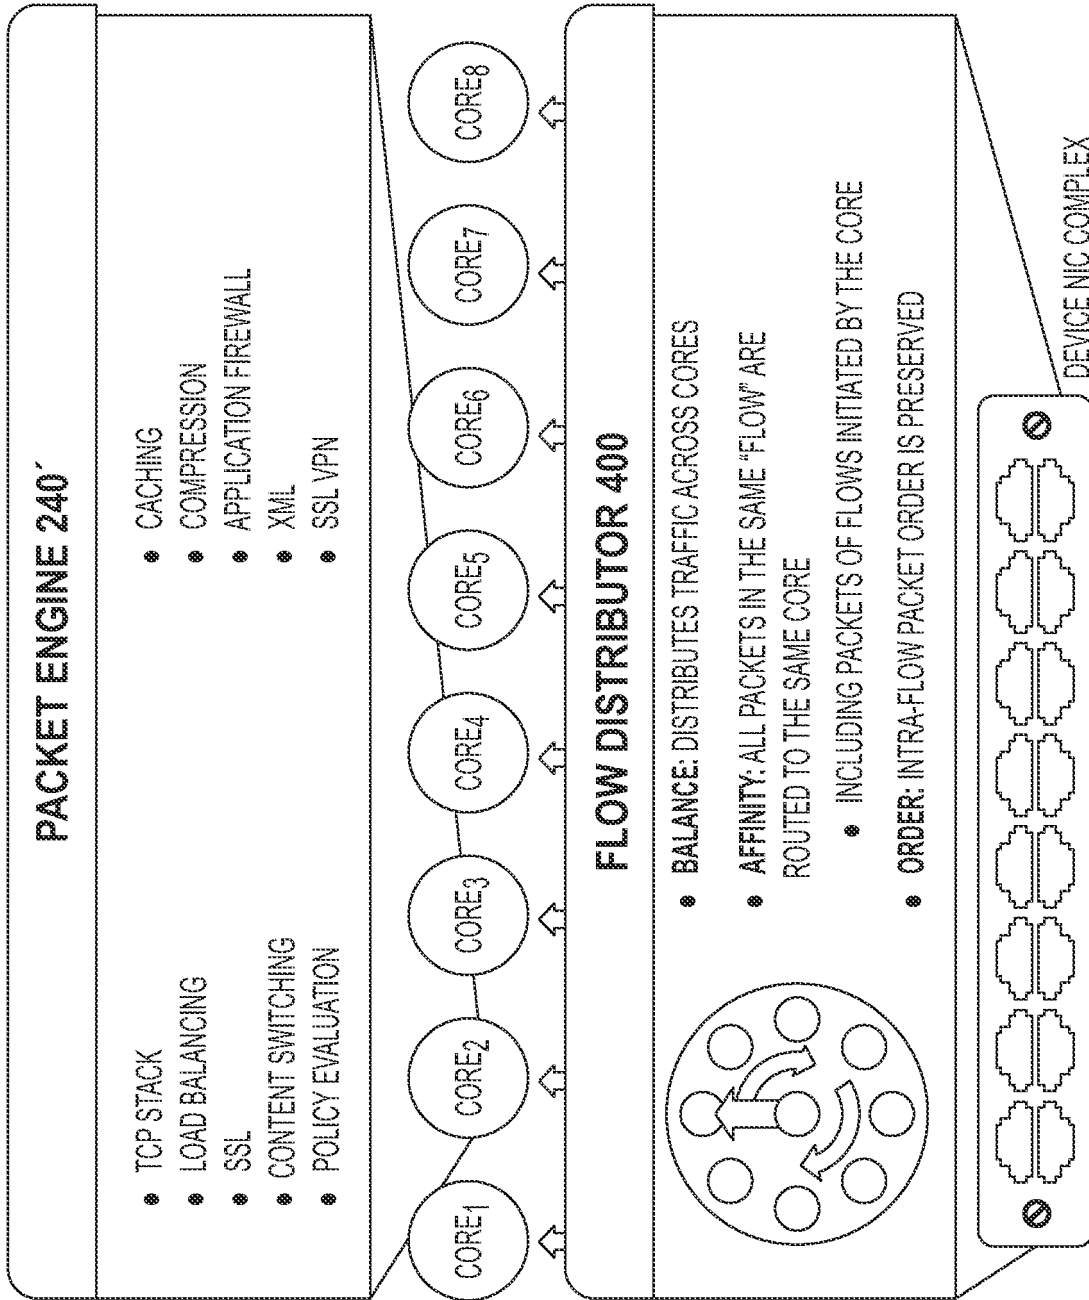 PACKET ENGINE 240´
• TCP STACK
• LOAD BALANCING
• SSL
• CONTENT SWITCHING
• POLICY EVALUATION
• CACHING
• COMPRESSION
• APPLICATION FIREWALL
• XML
• SSL VPN
CORE1
CORE2
CORE3
CORE4
CORE5
CORE6
CORE7
CORE8
FLOW DISTRIBUTOR 400
• BALANCE: DISTRIBUTES TRAFFIC ACROSS CORES
• AFFINITY: ALL PACKETS IN THE SAME “FLOW” ARE
ROUTED TO THE SAME CORE
• INCLUDING PACKETS OF FLOWS INITIATED BY THE CORE
• ORDER: INTRA-FLOW PACKET ORDER IS PRESERVED
DEVICE NIC COMPLEX